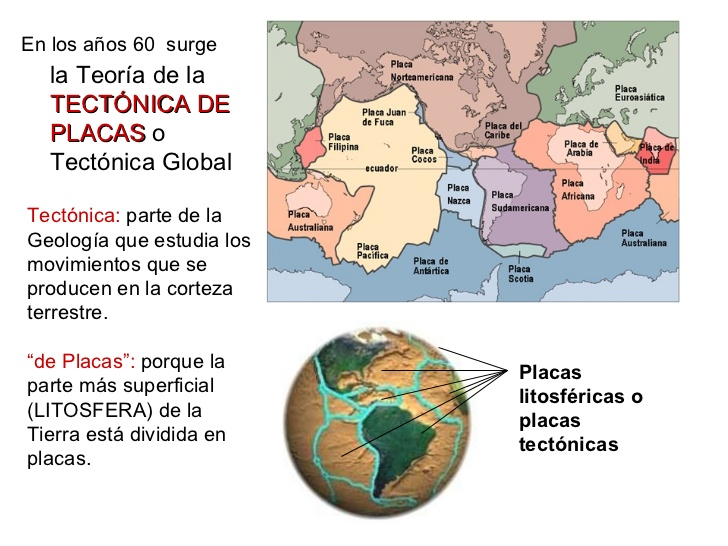 En los años 60  surge
la Teoría de la
TECTÓNICA DE
PLACAS o
Tectónica Global
Tectónica: parte de la
Geología que estudia los
movimientos que se
producen en la corteza
terrestre.
“de Placas”: porque la
parte más superficial
(LITOSFERA) de la
Tierra está dividida en
placas.
Placa
Norteamericana
Placa
Euroasiática
Placa Juan
de Fuca
Placa del
Caribe
Placa
Filipina
Placa
Cocos
Placa de
Arabia
Placa de
India
ecuador
Placa
Nazca
Placa
Sudamericana
Placa
Africana
Placa
Australiana
Placa
Australiana
Placa
Pacífica
Placa de
Antártica
Placa
Scotia
Placas
litosféricas o
placas
tectónicas